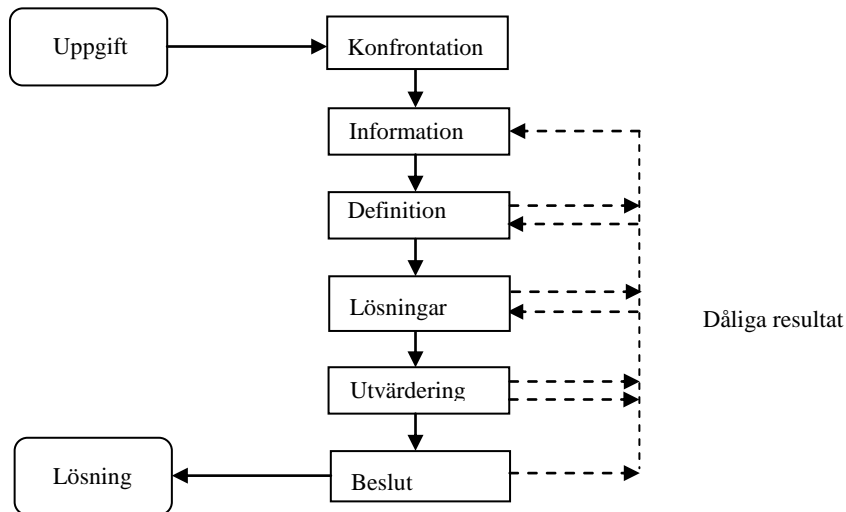 Uppgift
Konfrontation
Information
Definition
Lösningar
Dåliga resultat
Utvärdering
Lösning
Beslut